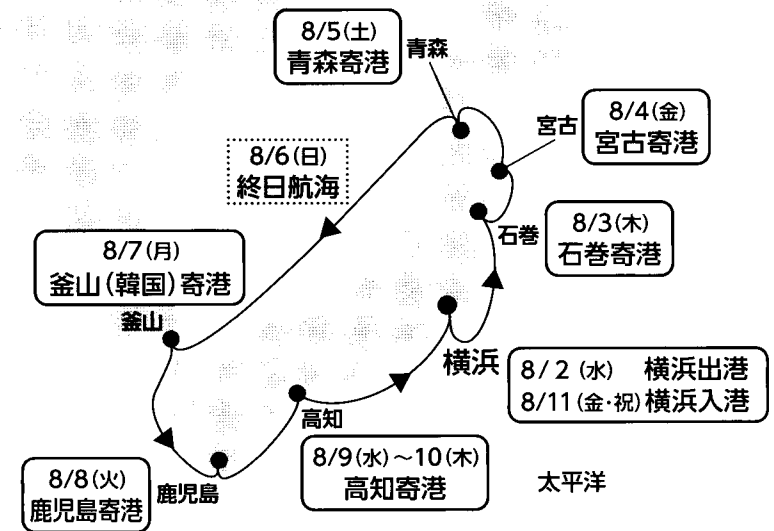 8/5(土)
青森寄港
青森
8/4(金)
宮古寄港
宮古
8/6(日)
終日航海
8/3(木)
石巻寄港
石巻
8/7(月)
釜山(韓国)寄港
釜山
横浜
8/2(水) 横浜出港
8/11(金·祝)横浜入港
高知
8/9(水)~10(木)
高知寄港
8/8(火)
鹿児島寄港
鹿児島
太平洋